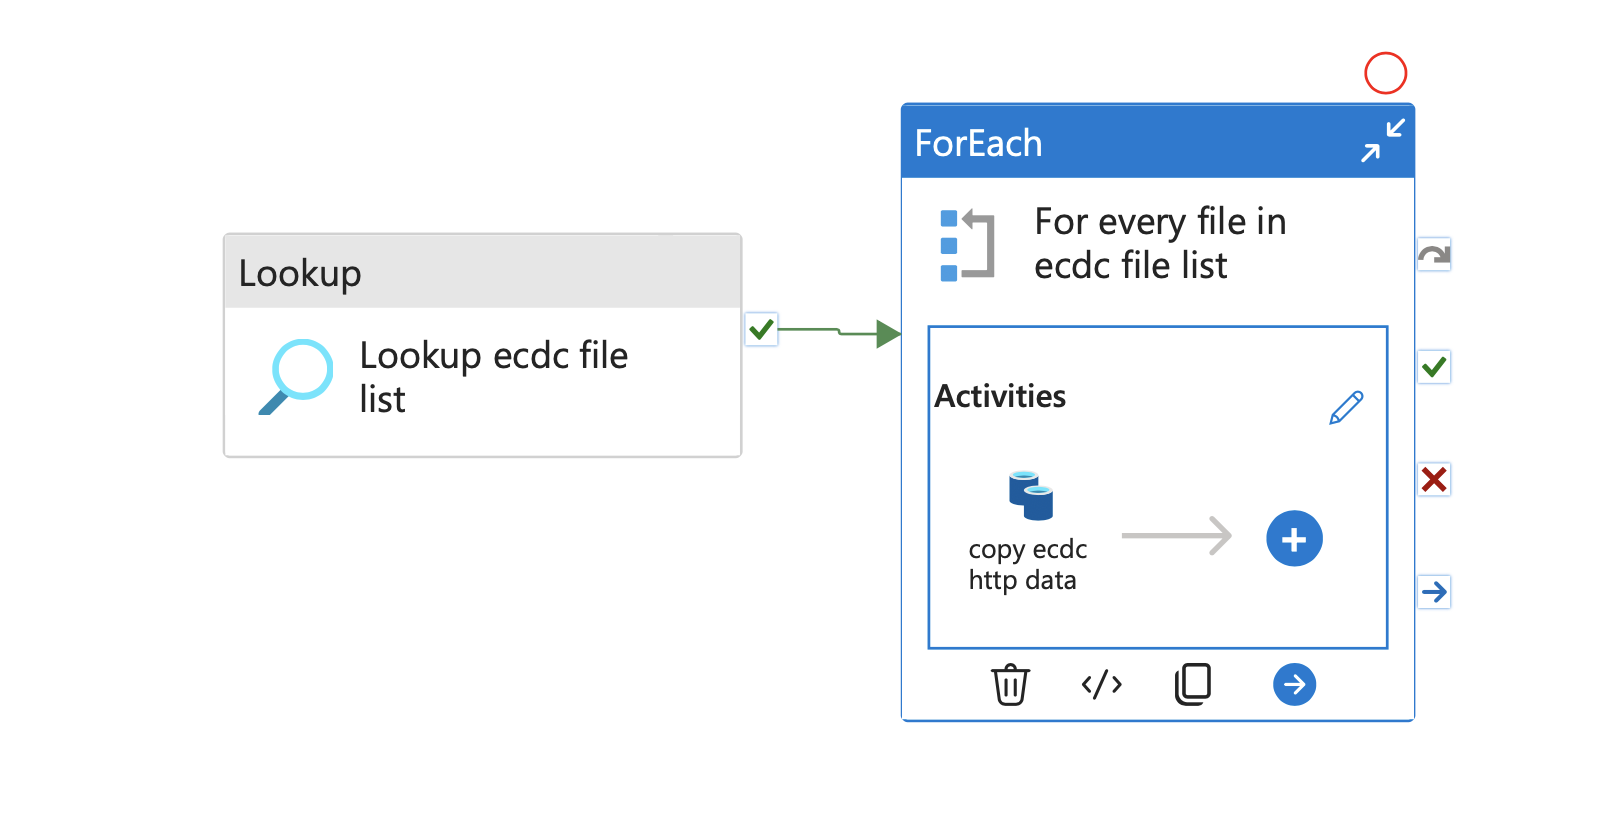 Lookup
Lookup ecdc file
list
ForEach
For every file in
ecdc file list
Activities
copy ecdc
http data